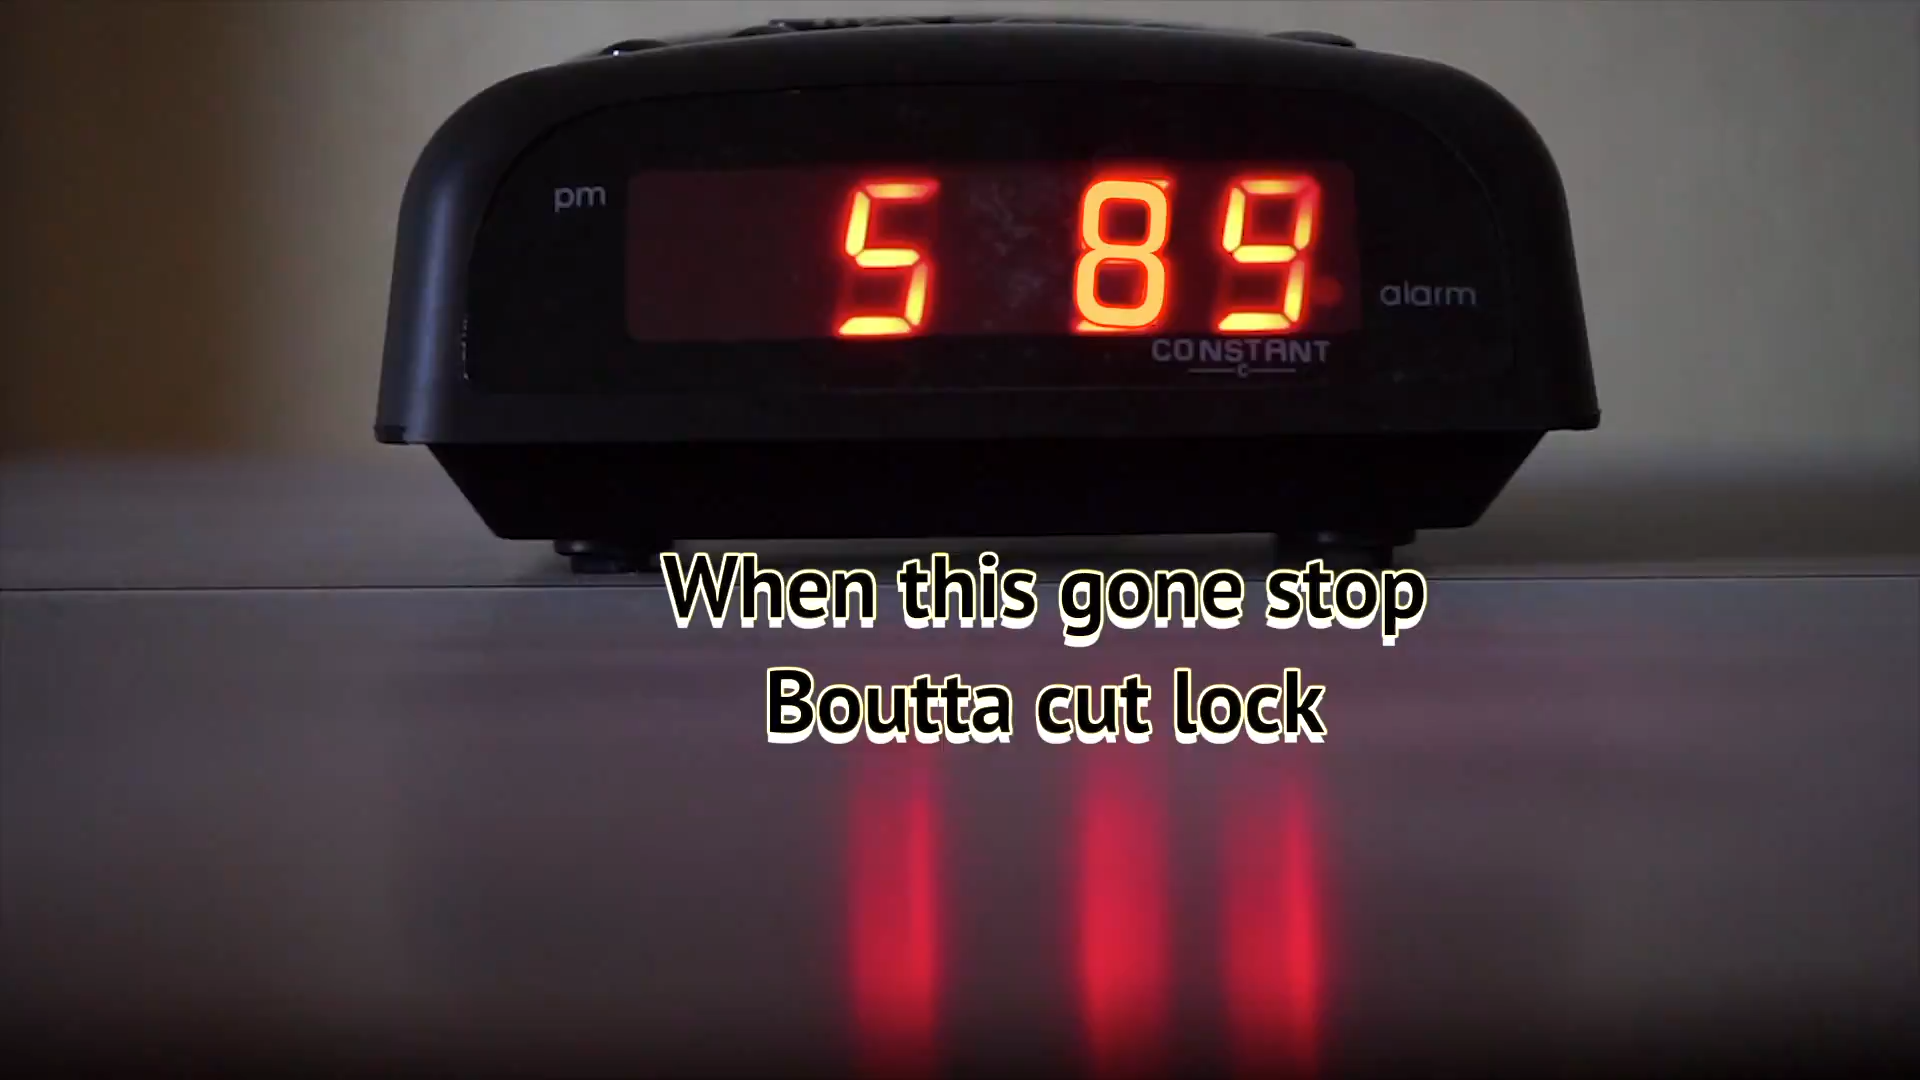 pm
5 89
alarm
CONSTANT
When this gone stop
Boutta cut lock